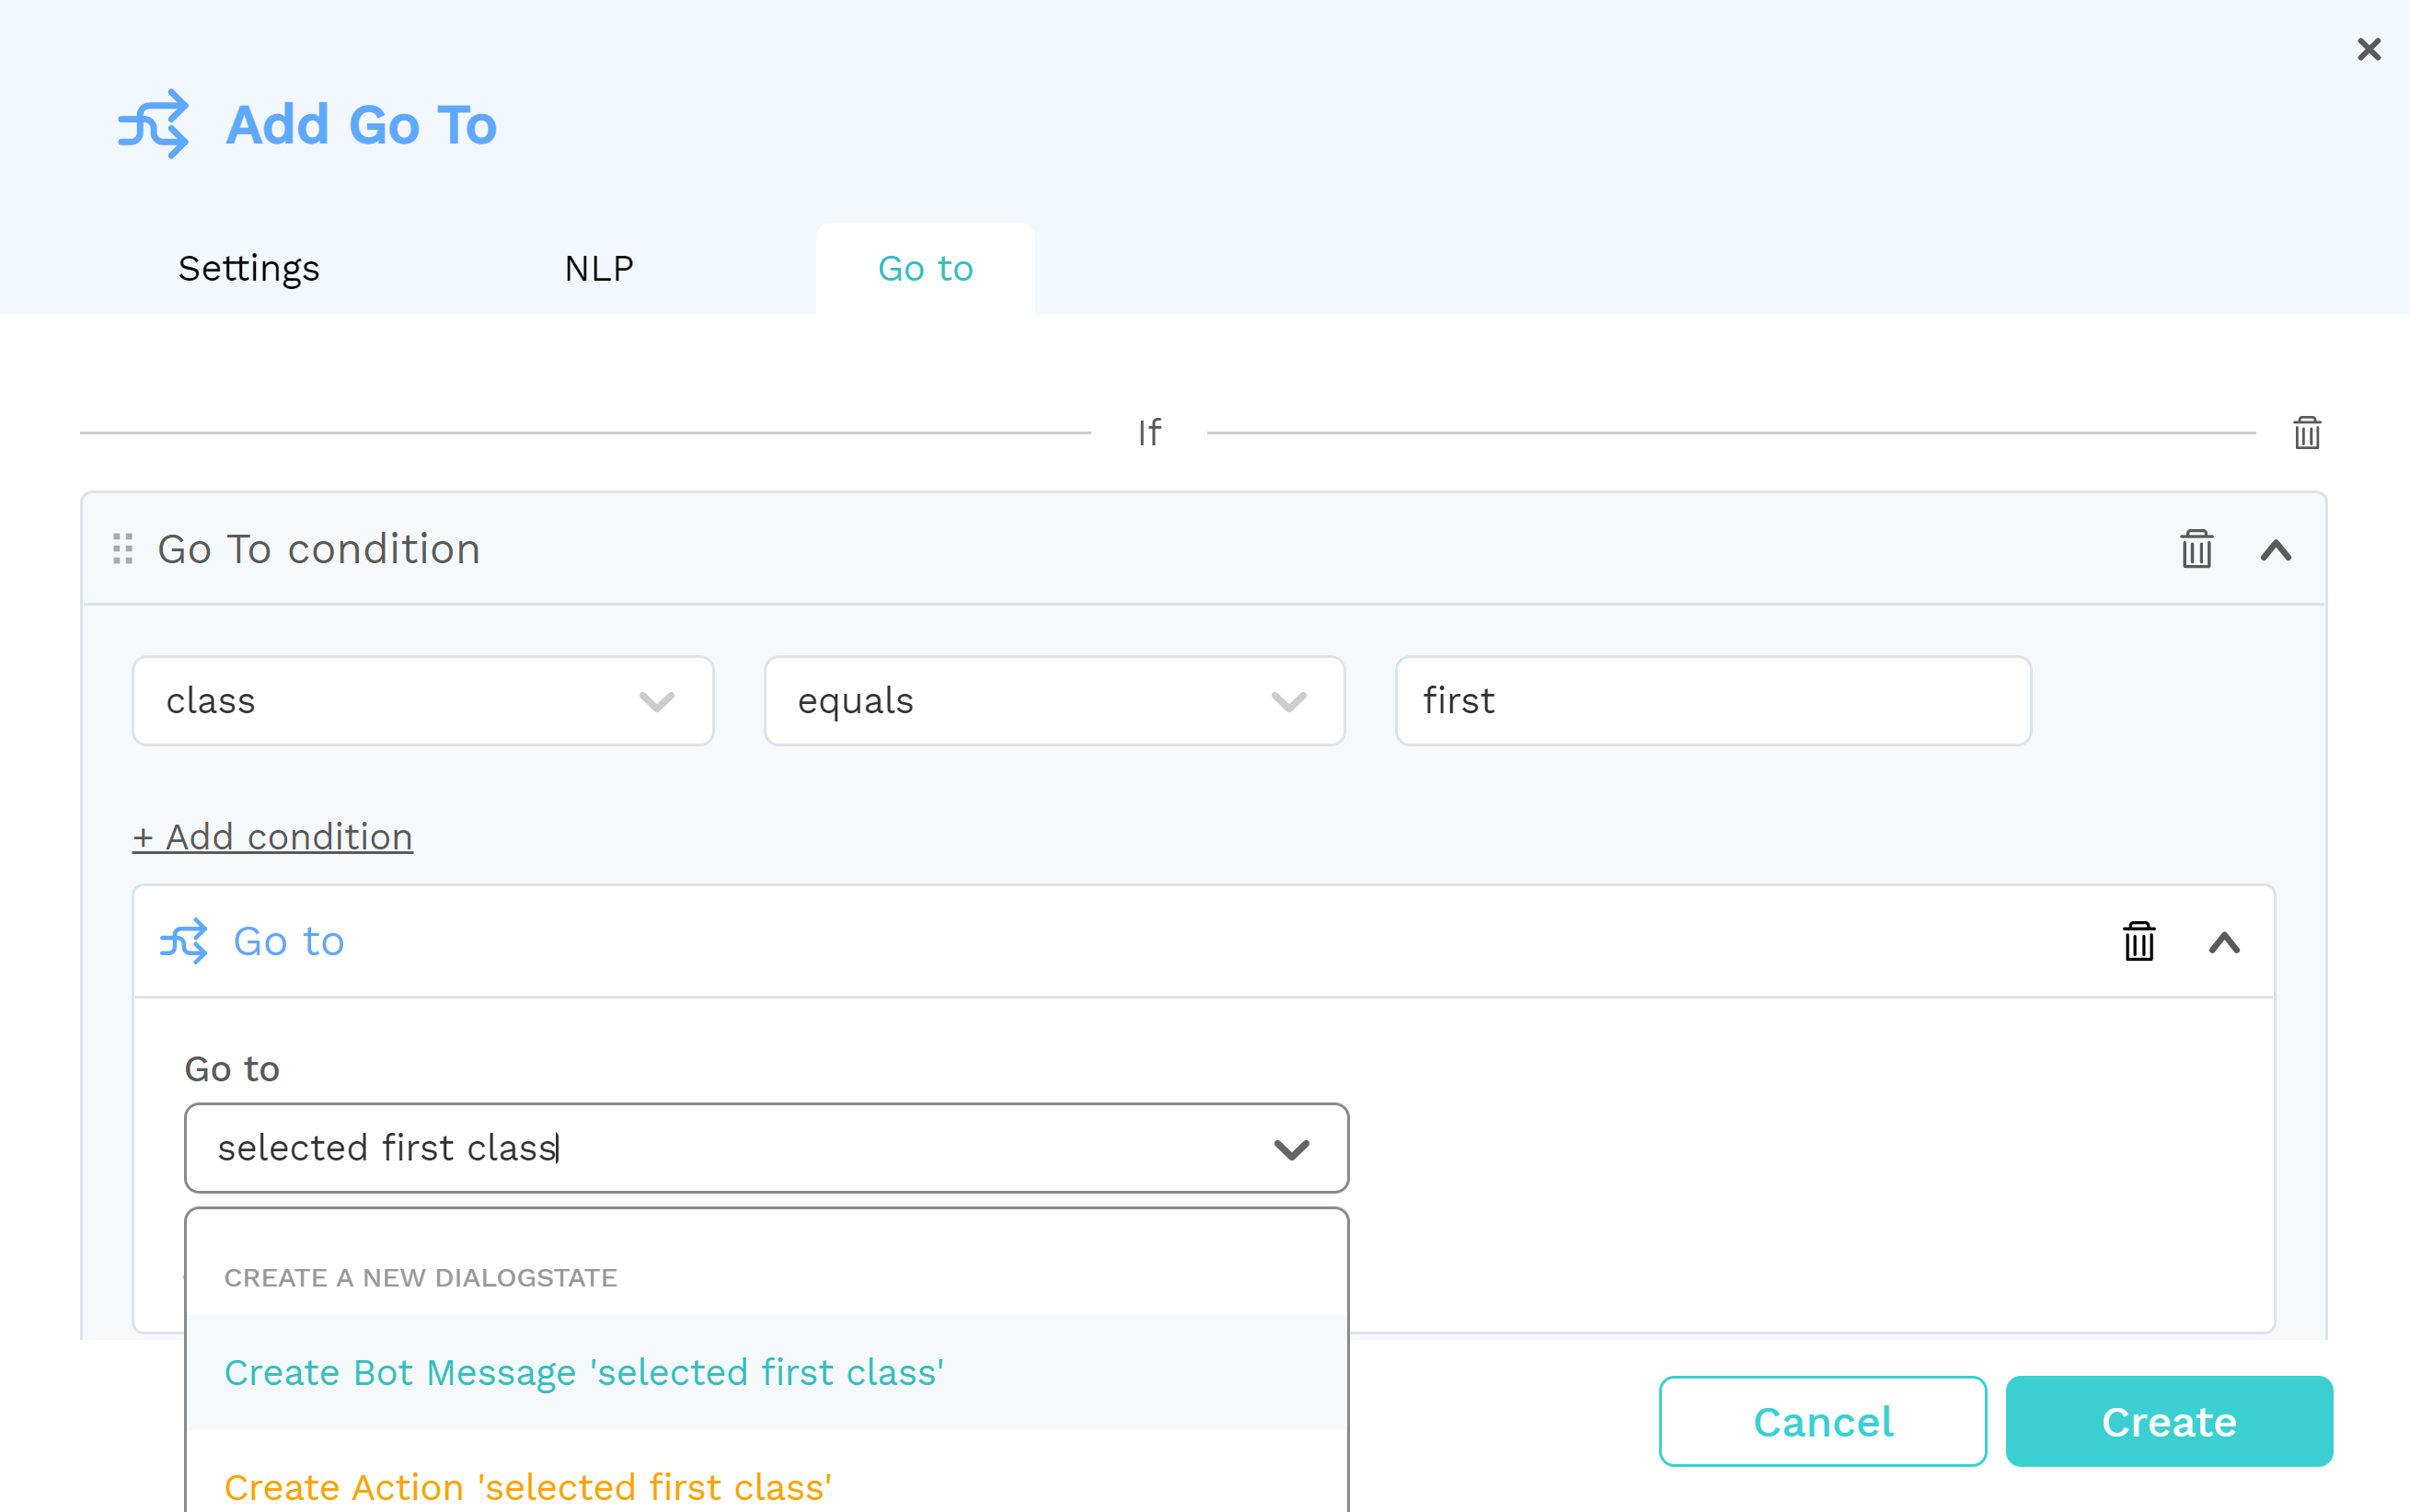 Add Go To
Settings NLP Go to
If
Go To condition
class equals first
+ Add condition
Go to
Go to
selected first class
CREATE A NEW DIALOGSTATE
Create Bot Message 'selected first class'
Cancel Create
Create Action 'selected first class'